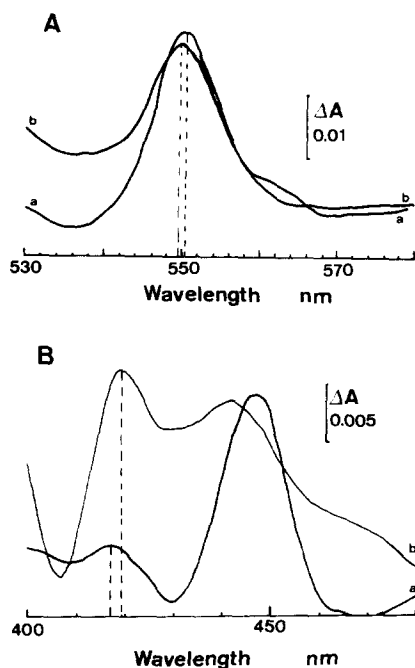 A
b
a
ΔA
0.01
b
a
530 550 570
Wavelength nm
B
ΔA
0.005
b
a
400 450
Wavelength nm